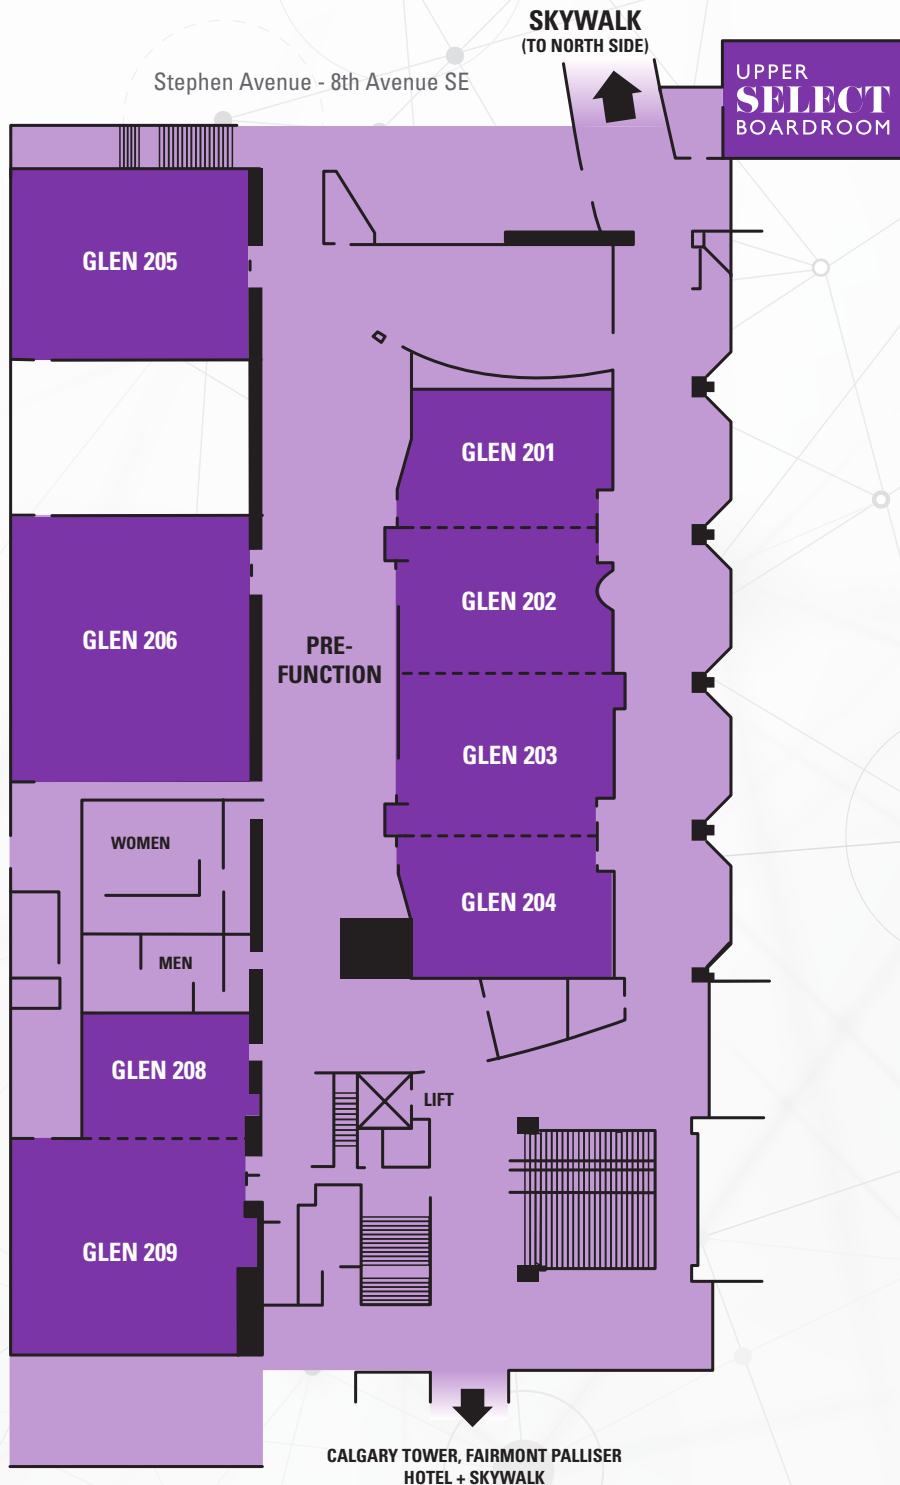 SKYWALK
(TO NORTH SIDE)
Stephen Avenue - 8th Avenue SE
UPPER
SELECT
BOARDROOM
GLEN 205
GLEN 201
GLEN 202
GLEN 206
PRE-
FUNCTION
GLEN 203
WOMEN
GLEN 204
MEN
GLEN 208
LIFT
GLEN 209
CALGARY TOWER, FAIRMONT PALLISER
HOTEL + SKYWALK